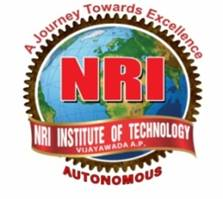 A Journey Towards Excellence
NRI
NRI INSTITUTE OF TECHNOLOGY
VIJAYAWADA A.P.
AUTONOMOUS